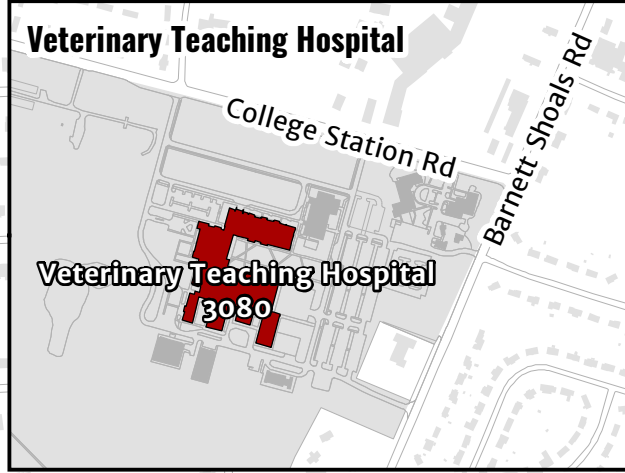 Veterinary Teaching Hospital
College Station Rd
Barnett Shoals Rd
Veterinary Teaching Hospital
3080